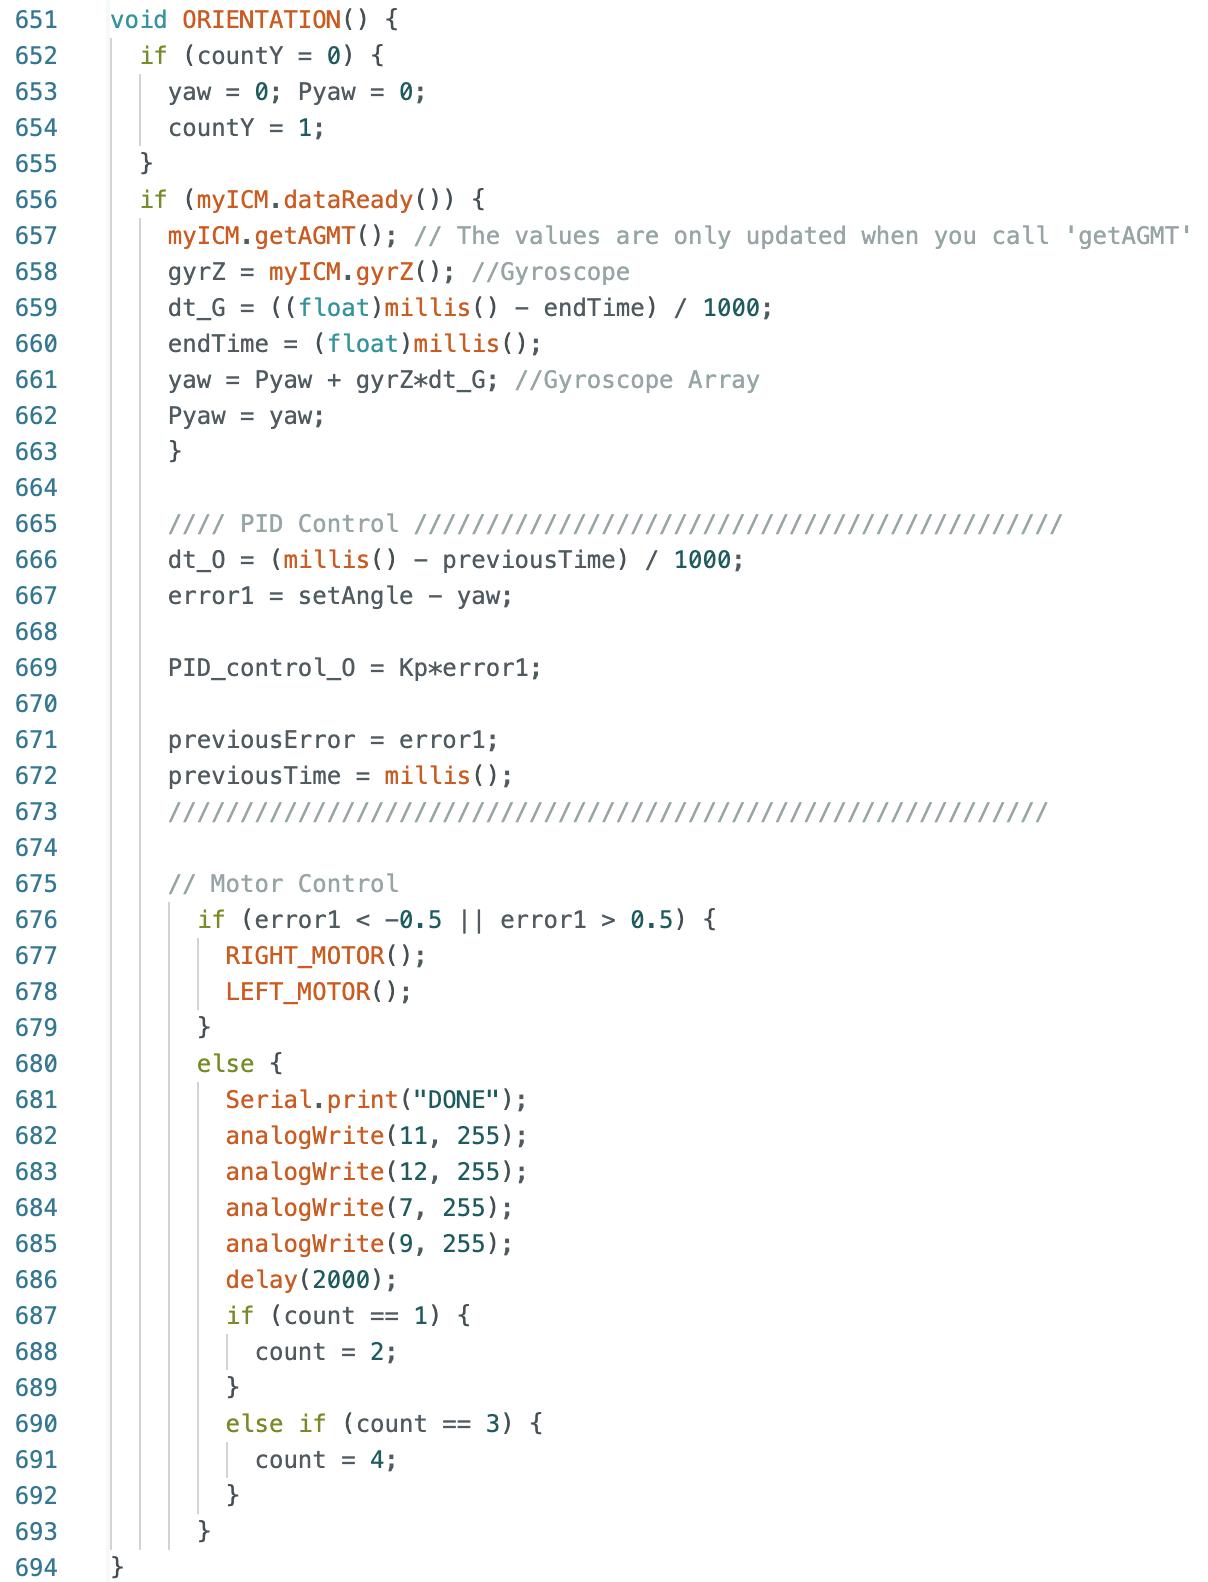 651 void ORIENTATION() {
652 if (countY = 0) {
653 yaw = 0; Pyaw = 0;
654 countY = 1;
655 }
656 if (myICM.dataReady()) {
657 myICM.getAGMT(); // The values are only updated when you call 'getAGMT'
658 gyrZ = myICM.gyrZ(); //Gyroscope
659 dt_G = ((float)millis() - endTime) / 1000;
660 endTime = (float)millis();
661 yaw = Pyaw + gyrZ*dt_G; //Gyroscope Array
662 Pyaw = yaw;
663 }
664
665 //// PID Control /////////////////////////////////////////////
666 dt_O = (millis() - previousTime) / 1000;
667 error1 = setAngle - yaw;
668
669 PID_control_O = Kp*error1;
670
671 previousError = error1;
672 previousTime = millis();
673 /////////////////////////////////////////////////////////////
674
675 // Motor Control
676 if (error1 < -0.5 || error1 > 0.5) {
677 RIGHT_MOTOR();
678 LEFT_MOTOR();
679 }
680 else {
681 Serial.print("DONE");
682 analogWrite(11, 255);
683 analogWrite(12, 255);
684 analogWrite(7, 255);
685 analogWrite(9, 255);
686 delay(2000);
687 if (count == 1) {
688 count = 2;
689 }
690 else if (count == 3) {
691 count = 4;
692 }
693 }
694 }